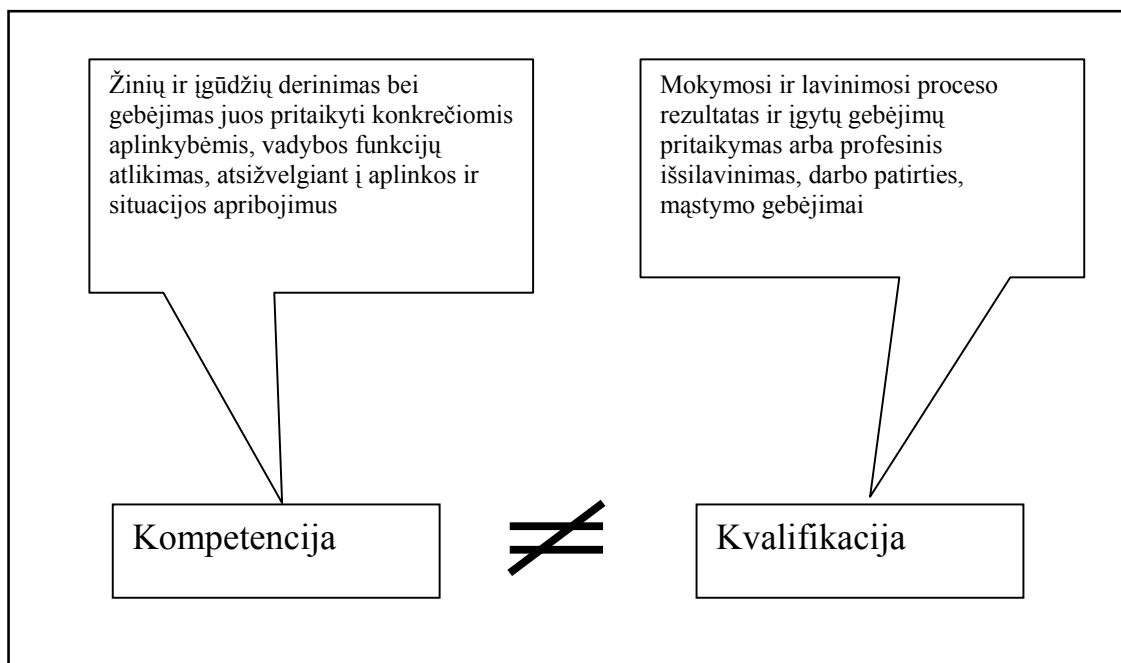 Žinių ir įgūdžių derinimas bei
gebėjimas juos pritaikyti konkrečiomis
aplinkybėmis, vadybos funkcijų
atlikimas, atsižvelgiant į aplinkos ir
situacijos apribojimus
Mokymosi ir lavinimosi proceso
rezultatas ir įgytų gebėjimų
pritaikymas arba profesinis
išsilavinimas, darbo patirties,
mąstymo gebėjimai
Kompetencija
≠
Kvalifikacija